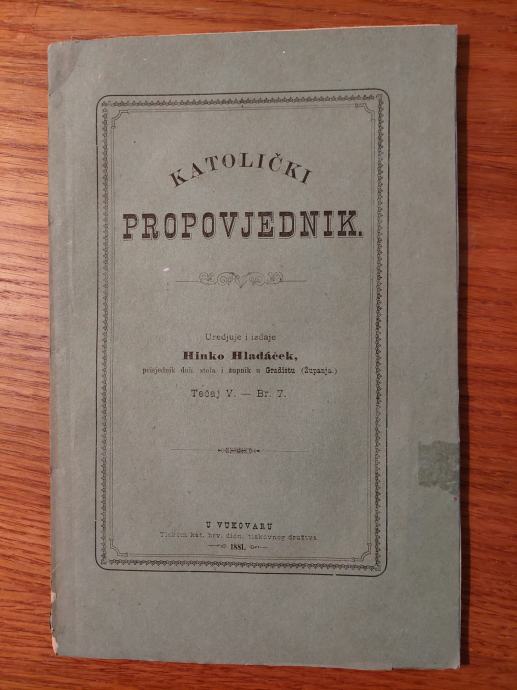 KATOLIČKI
PROPOVJEDNIK.
Uredjuje i izdaje
Hinko Hladáček,
prisjednik duh. stola i župnik u Gradištu (Županja.)
Tečaj V. — Br. 7.
U VUKOVARU
Tiskom kat. hrv. dion. tiskovnog družtva
1881.